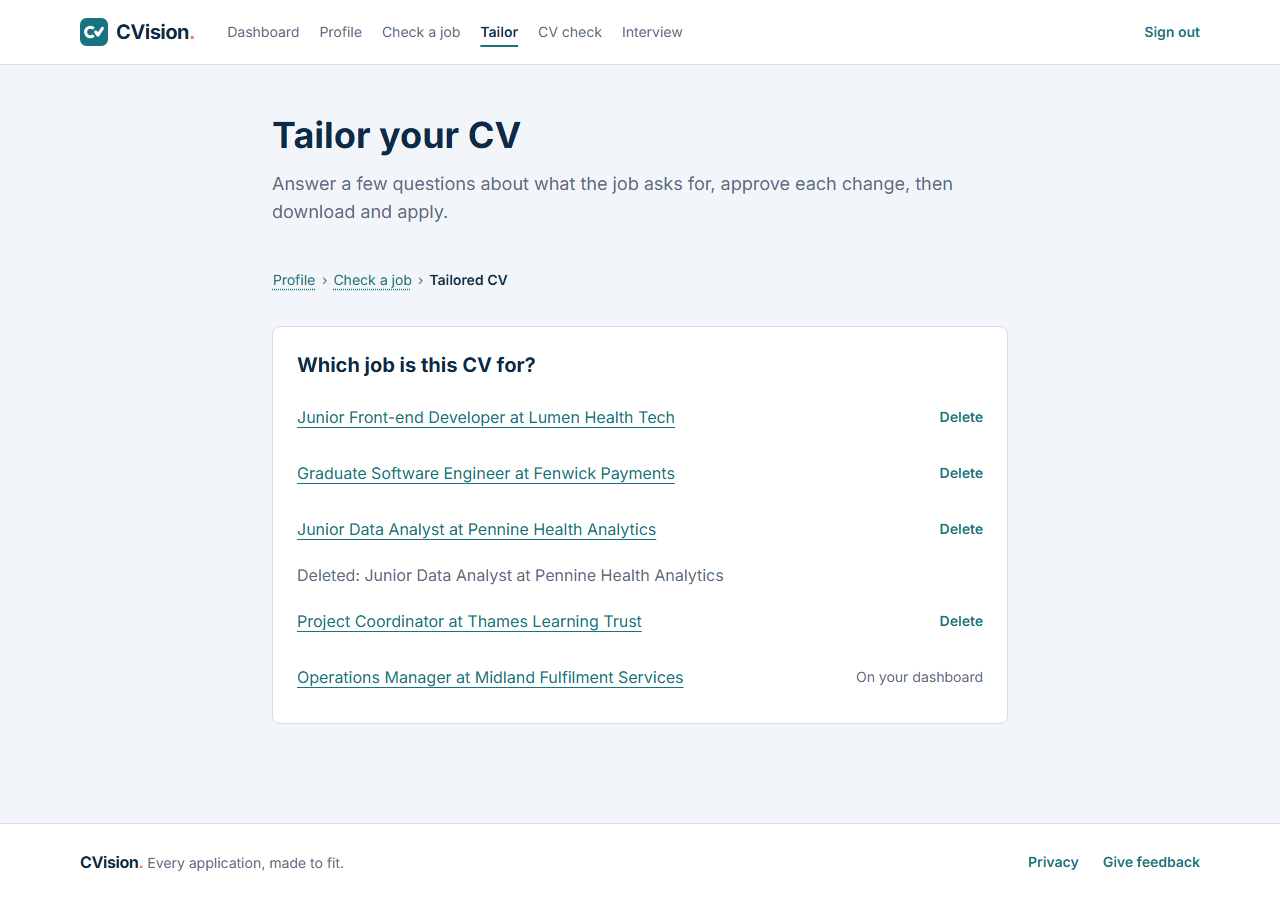 CVision.
Dashboard
Profile
Check a job
Tailor
CV check
Interview
Sign out
Tailor your CV
Answer a few questions about what the job asks for, approve each change, then
download and apply.
Profile › Check a job › Tailored CV
Which job is this CV for?
Junior Front-end Developer at Lumen Health Tech
Delete
Graduate Software Engineer at Fenwick Payments
Delete
Junior Data Analyst at Pennine Health Analytics
Delete
Deleted: Junior Data Analyst at Pennine Health Analytics
Project Coordinator at Thames Learning Trust
Delete
Operations Manager at Midland Fulfilment Services
On your dashboard
CVision. Every application, made to fit.
Privacy
Give feedback